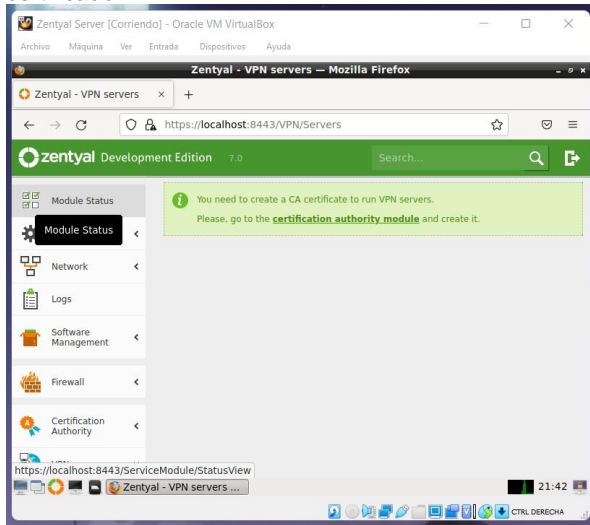 Zentyal Server [Corriendo] - Oracle VM VirtualBox
Archivo Máquina Ver Entrada Dispositivos Ayuda
Zentyal - VPN servers — Mozilla Firefox
Zentyal - VPN servers
https://localhost:8443/VPN/Servers
zentyal Development Edition 7.0 Search...
Module Status
You need to create a CA certificate to run VPN servers.
Please, go to the certification authority module and create it.
Module Status
Network
Logs
Software
Management
Firewall
Certification
Authority
https://localhost:8443/ServiceModule/StatusView
Zentyal - VPN servers ... 21:42
CTRL DERECHA